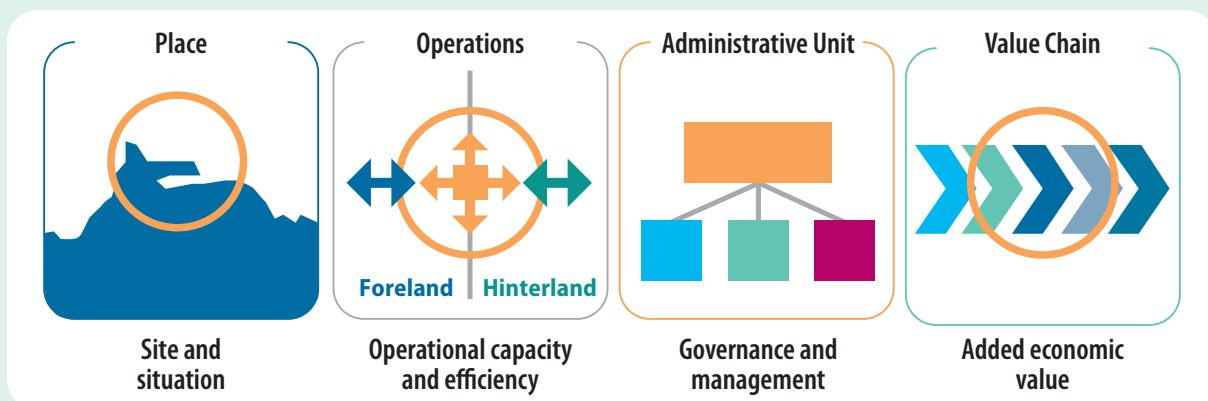 Place
Operations
Administrative Unit
Value Chain
Foreland
Hinterland
Site and
situation
Operational capacity
and efficiency
Governance and
management
Added economic
value